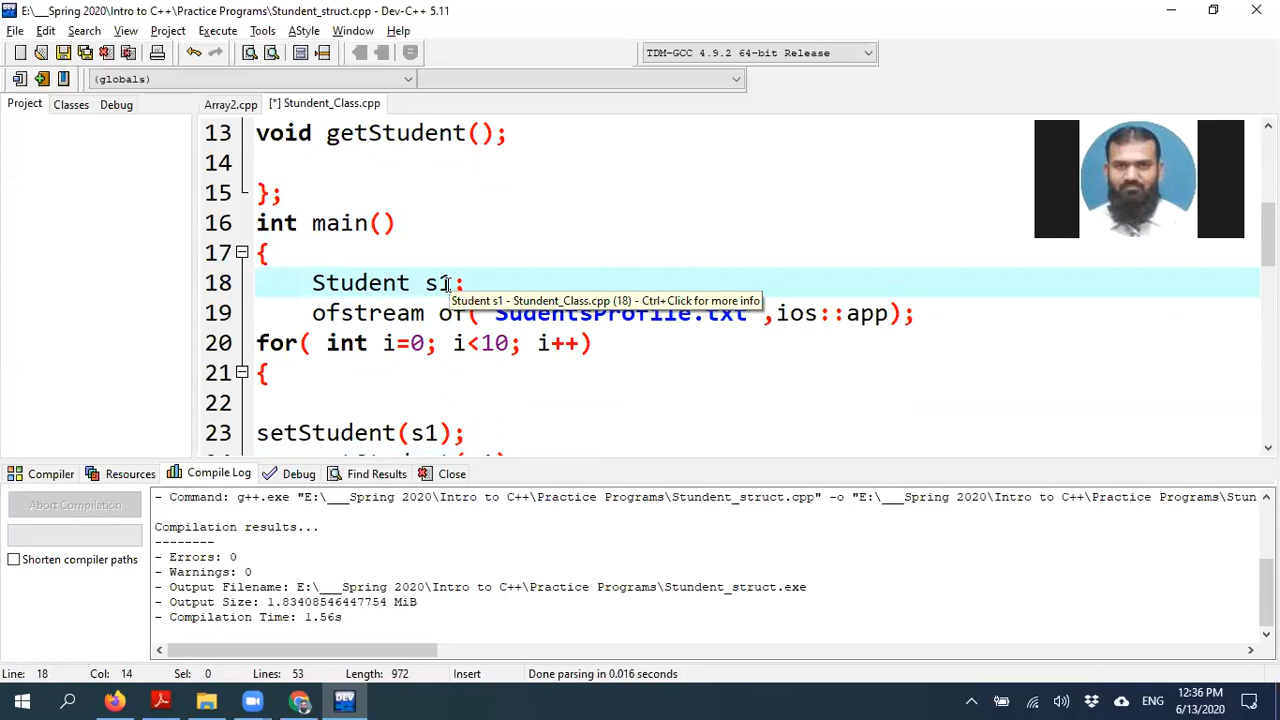 E:\___Spring 2020\Intro to C++\Practice Programs\Stundent_struct.cpp - Dev-C++ 5.11
File Edit Search View Project Execute Tools AStyle Window Help
TDM-GCC 4.9.2 64-bit Release
(globals)
Project Classes Debug Array2.cpp [*] Stundent_Class.cpp
13 void getStudent();
14
15 };
16 int main()
17 {
18 Student s1;
Student s1 - Stundent_Class.cpp (18) - Ctrl+Click for more info
19 ofstream of("SudentsProfile.txt",ios::app);
20 for( int i=0; i<10; i++)
21 {
22
23 setStudent(s1);
Compiler Resources Compile Log Debug Find Results Close
Abort Compilation
Shorten compiler paths
- Command: g++.exe "E:\___Spring 2020\Intro to C++\Practice Programs\Stundent_struct.cpp" -o "E:\___Spring 2020\Intro to C++\Practice Programs\Stun
Compilation results...
--------
- Errors: 0
- Warnings: 0
- Output Filename: E:\___Spring 2020\Intro to C++\Practice Programs\Stundent_struct.exe
- Output Size: 1.83408546447754 MiB
- Compilation Time: 1.56s
Line: 18 Col: 14 Sel: 0 Lines: 53 Length: 972 Insert Done parsing in 0.016 seconds
DEV
ENG
12:36 PM
6/13/2020